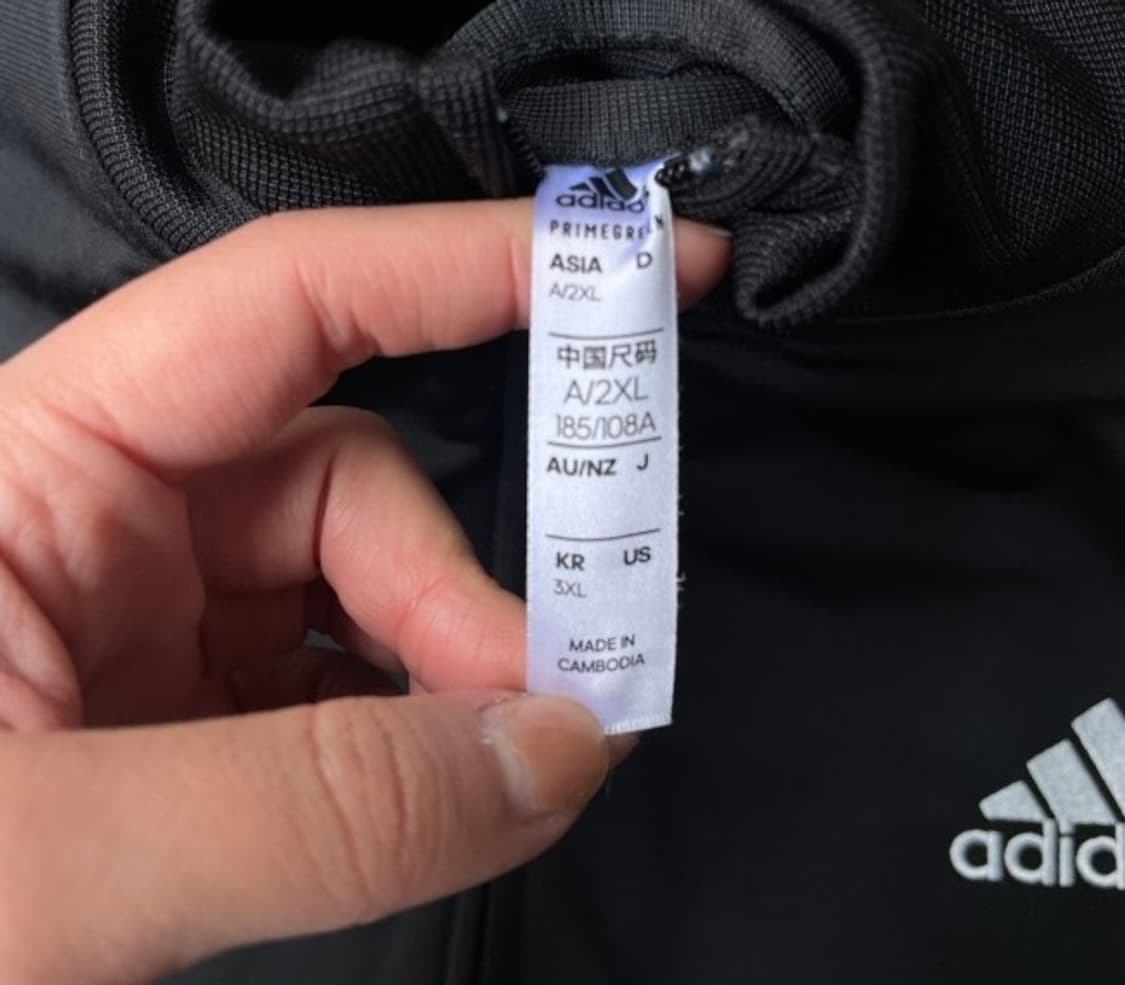 adidas
PRIMEGREEN
ASIA D
A/2XL
中国尺码
A/2XL
185/108A
AU/NZ J
KR US
3XL
MADE IN
CAMBODIA
adid